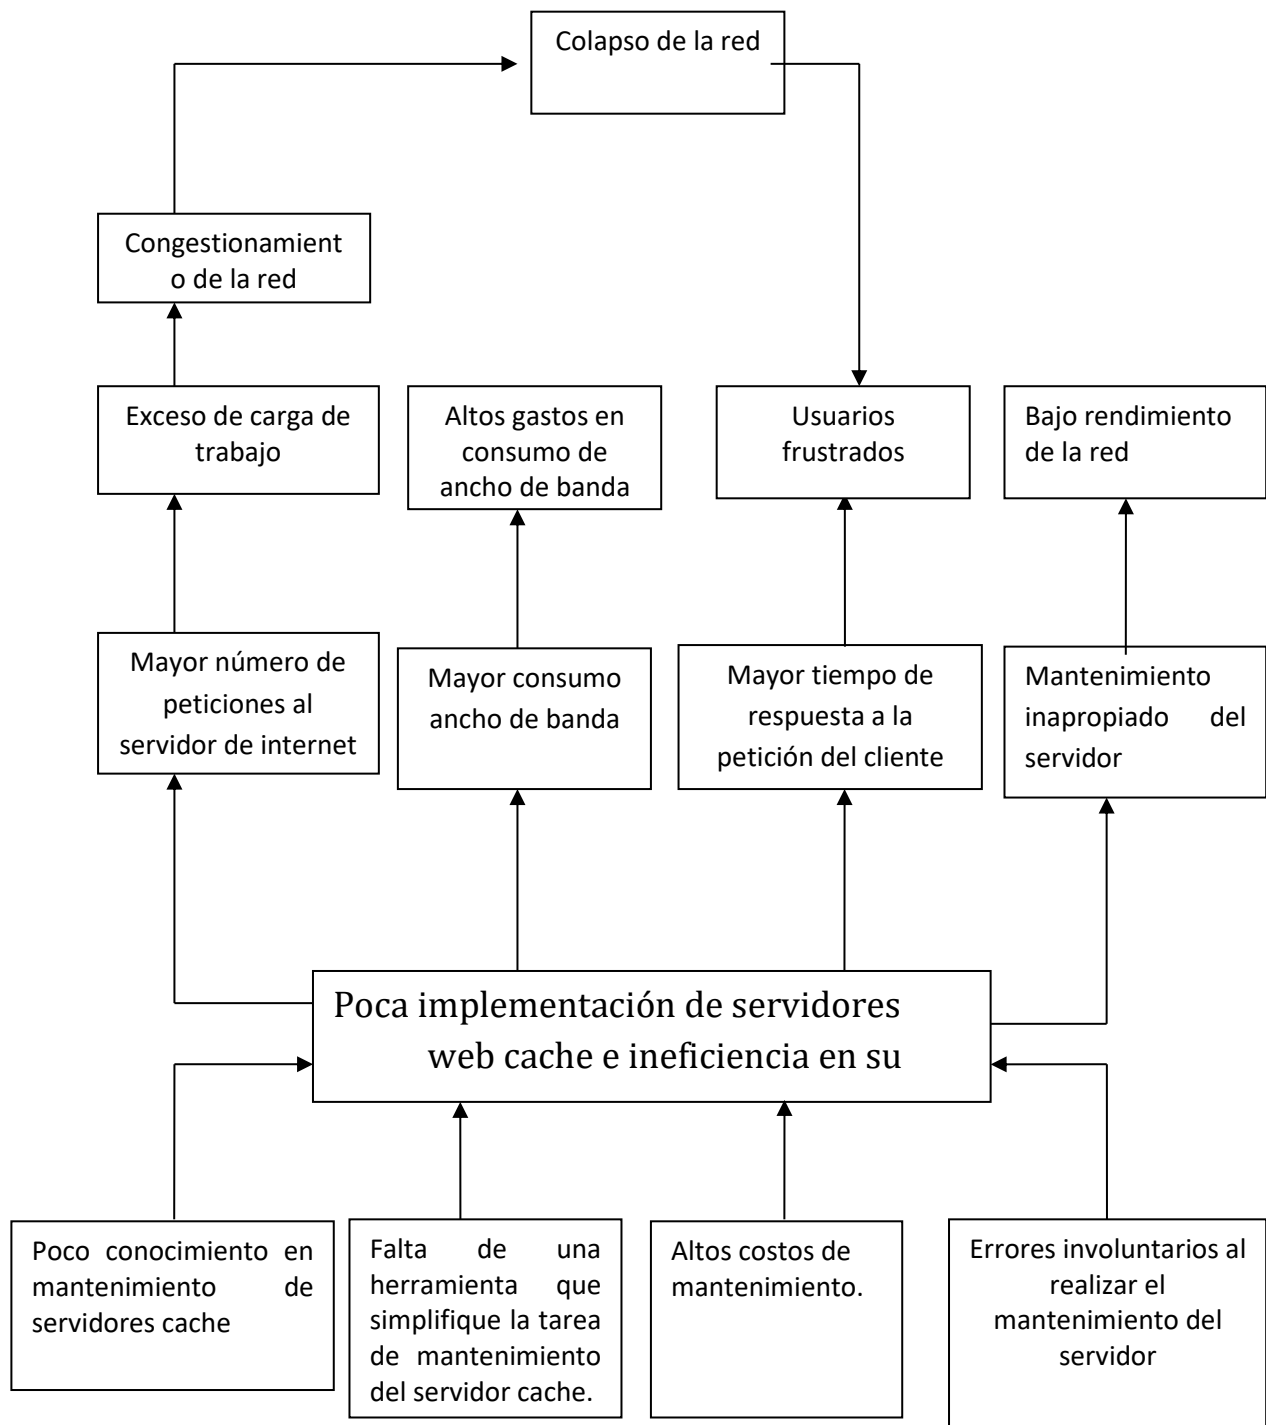 Colapso de la red
Congestionamient
o de la red
Exceso de carga de
trabajo
Altos gastos en
consumo de
ancho de banda
Usuarios
frustrados
Bajo rendimiento
de la red
Mayor número de
peticiones al
servidor de internet
Mayor consumo
ancho de banda
Mayor tiempo de
respuesta a la
petición del cliente
Mantenimiento
inapropiado del
servidor
Poca implementación de servidores
web cache e ineficiencia en su
Poco conocimiento en
mantenimiento de
servidores cache
Falta de una
herramienta que
simplifique la tarea
de mantenimiento
del servidor cache.
Altos costos de
mantenimiento.
Errores involuntarios al
realizar el
mantenimiento del
servidor